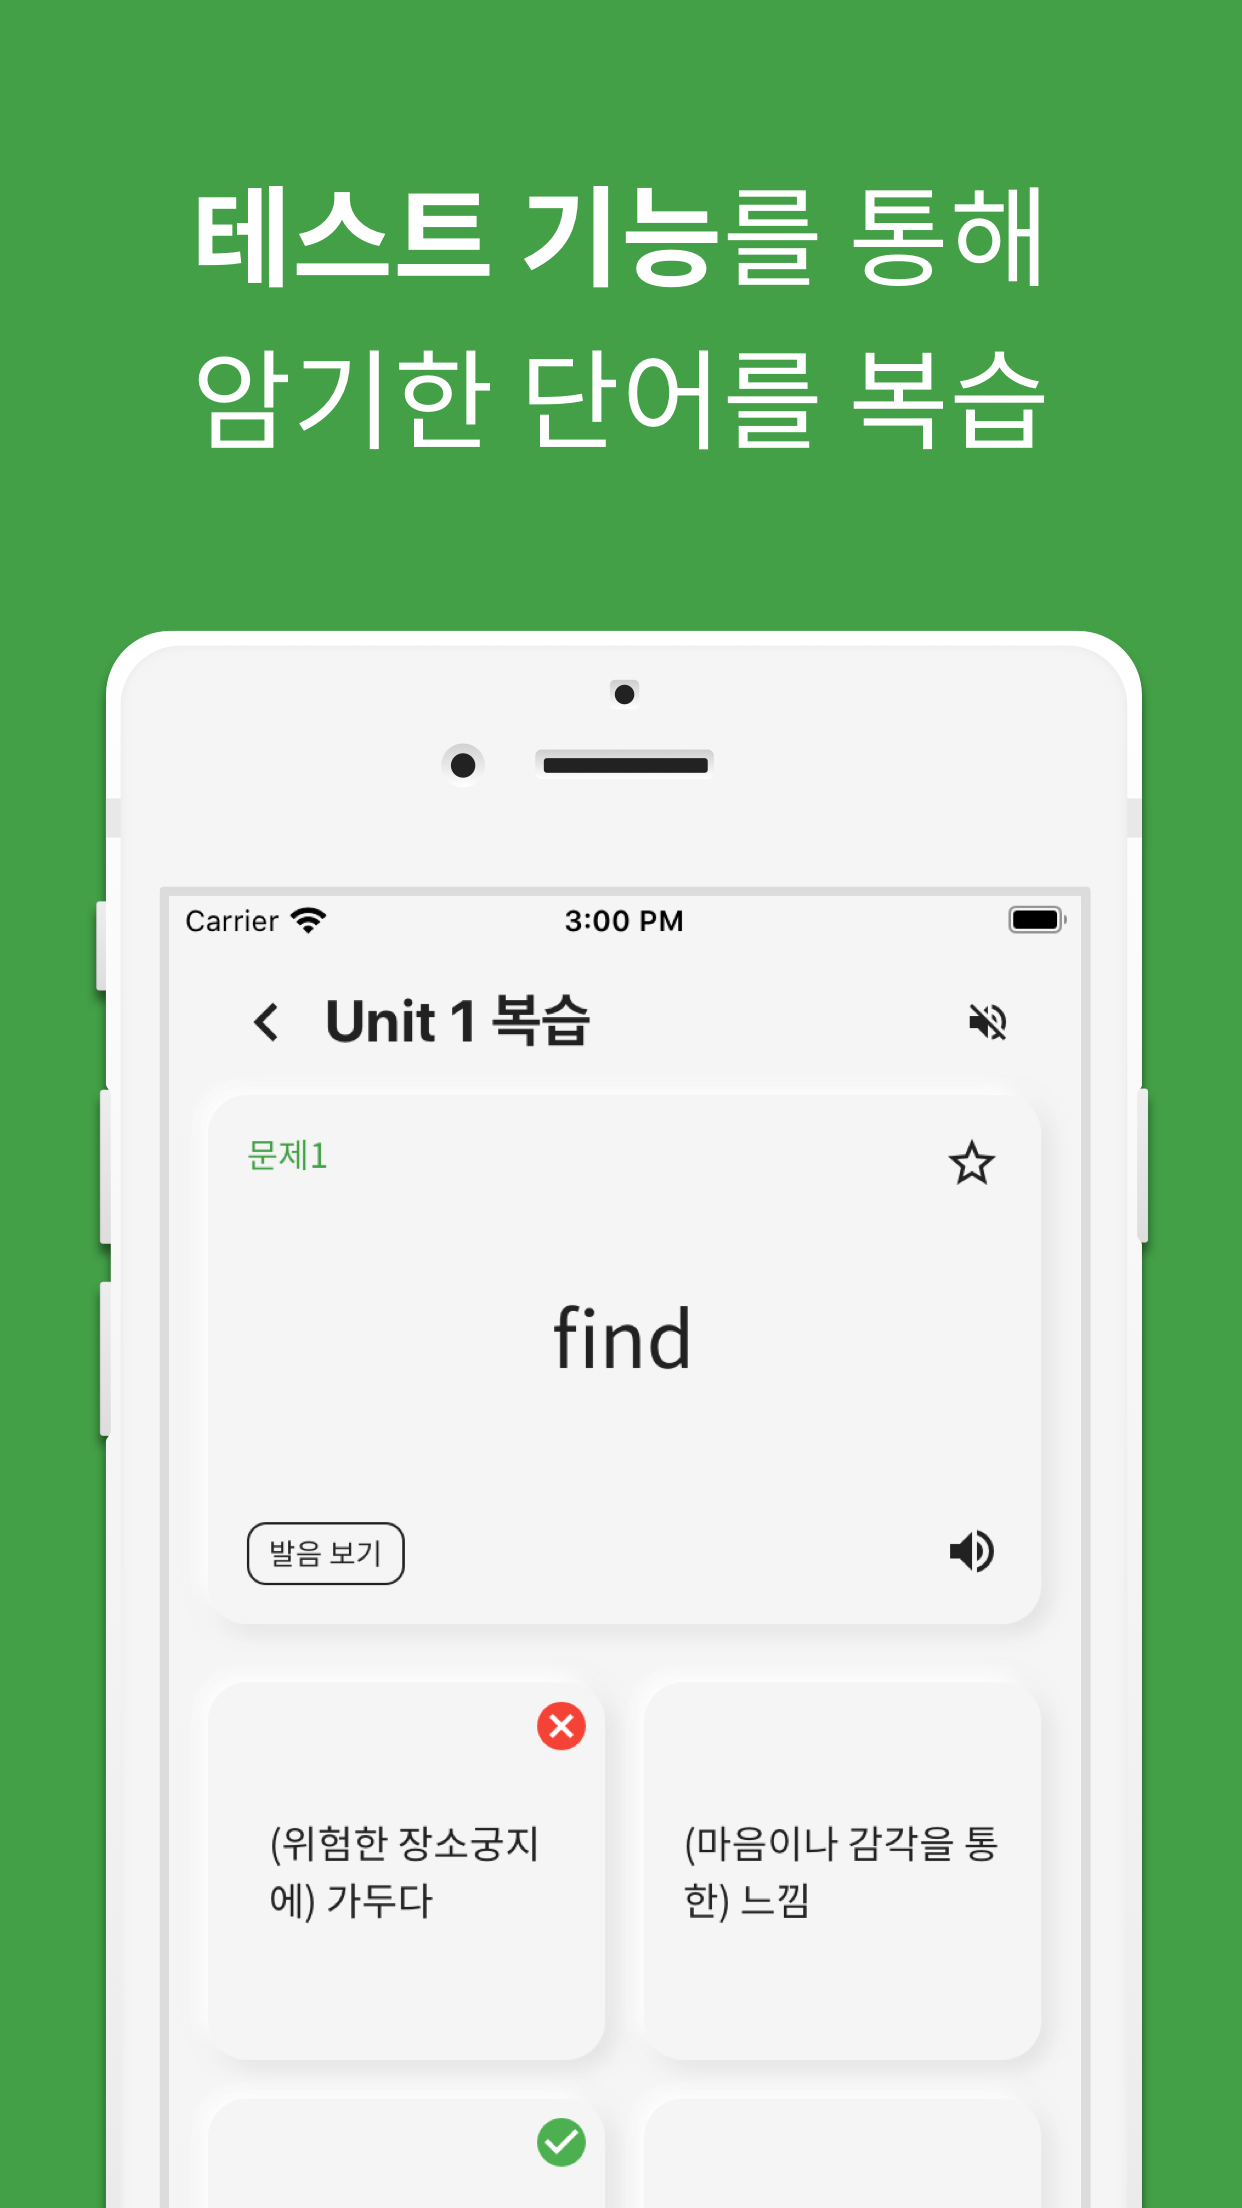 테스트 기능를 통해
암기한 단어를 복습
Carrier 3:00 PM
Unit 1 복습
문제1
find
발음 보기
(위험한 장소궁지
에) 가두다
(마음이나 감각을 통
한) 느낌